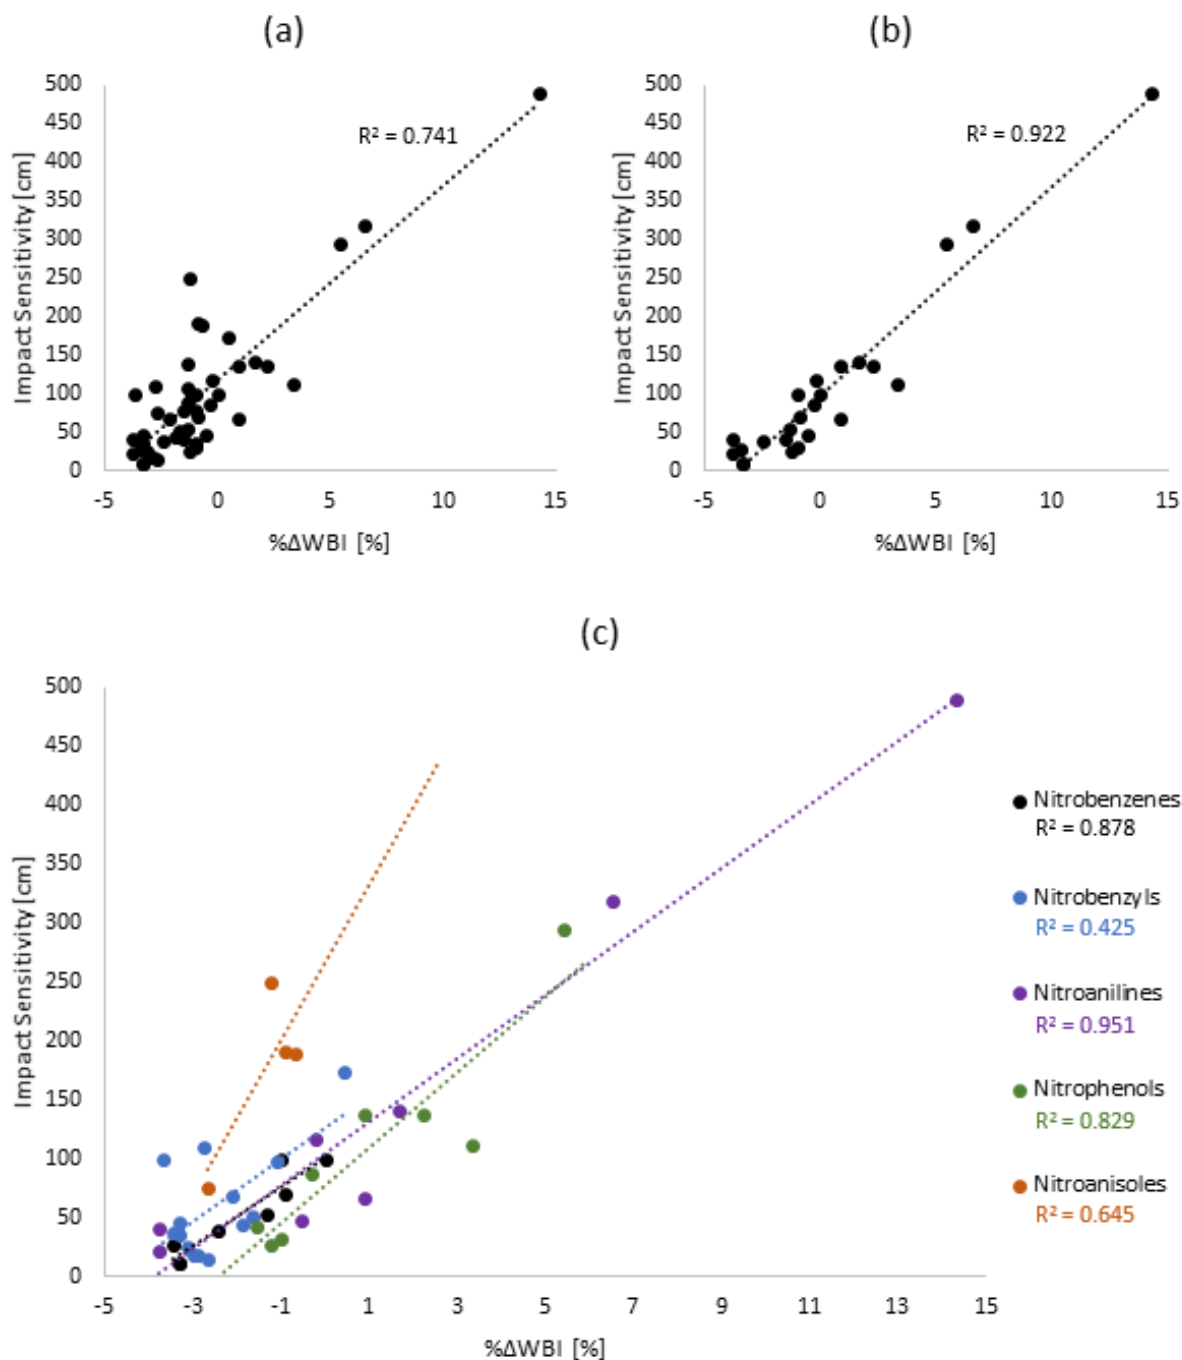 (a)
500
450
400
350
300
250
200
150
100
50
0
Impact Sensitivity [cm]
R² = 0.741
-5 0 5 10 15
%ΔWBI [%]
(b)
500
450
400
350
300
250
200
150
100
50
0
Impact Sensitivity [cm]
R² = 0.922
-5 0 5 10 15
%ΔWBI [%]
(c)
500
450
400
350
300
250
200
150
100
50
0
Impact Sensitivity [cm]
-5 -3 -1 1 3 5 7 9 11 13 15
%ΔWBI [%]
Nitrobenzenes
R² = 0.878
Nitrobenzyls
R² = 0.425
Nitroanilines
R² = 0.951
Nitrophenols
R² = 0.829
Nitroanisoles
R² = 0.645